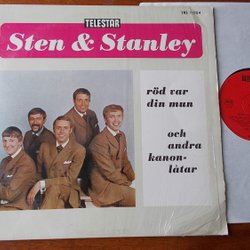 TELESTAR
Sten & Stanley
röd var
din mun
och
andra
kanon-
låtar